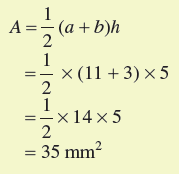 A = 1/2 (a + b)h
= 1/2 × (11 + 3) × 5
= 1/2 × 14 × 5
= 35 mm²